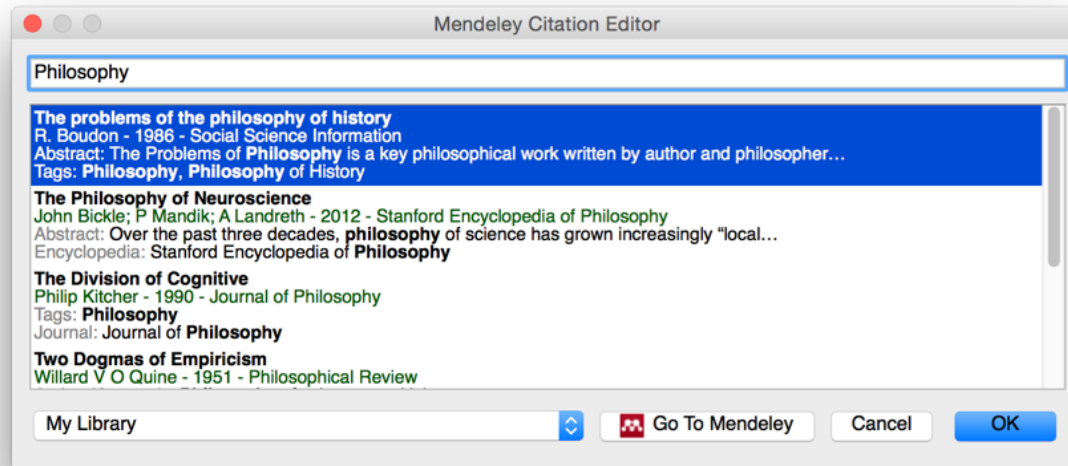 Mendeley Citation Editor
Philosophy
The problems of the philosophy of history
R. Boudon - 1986 - Social Science Information
Abstract: The Problems of Philosophy is a key philosophical work written by author and philosopher...
Tags: Philosophy, Philosophy of History
The Philosophy of Neuroscience
John Bickle; P Mandik; A Landreth - 2012 - Stanford Encyclopedia of Philosophy
Abstract: Over the past three decades, philosophy of science has grown increasingly “local...
Encyclopedia: Stanford Encyclopedia of Philosophy
The Division of Cognitive
Philip Kitcher - 1990 - Journal of Philosophy
Tags: Philosophy
Journal: Journal of Philosophy
Two Dogmas of Empiricism
Willard V O Quine - 1951 - Philosophical Review
My Library
Go To Mendeley
Cancel
OK